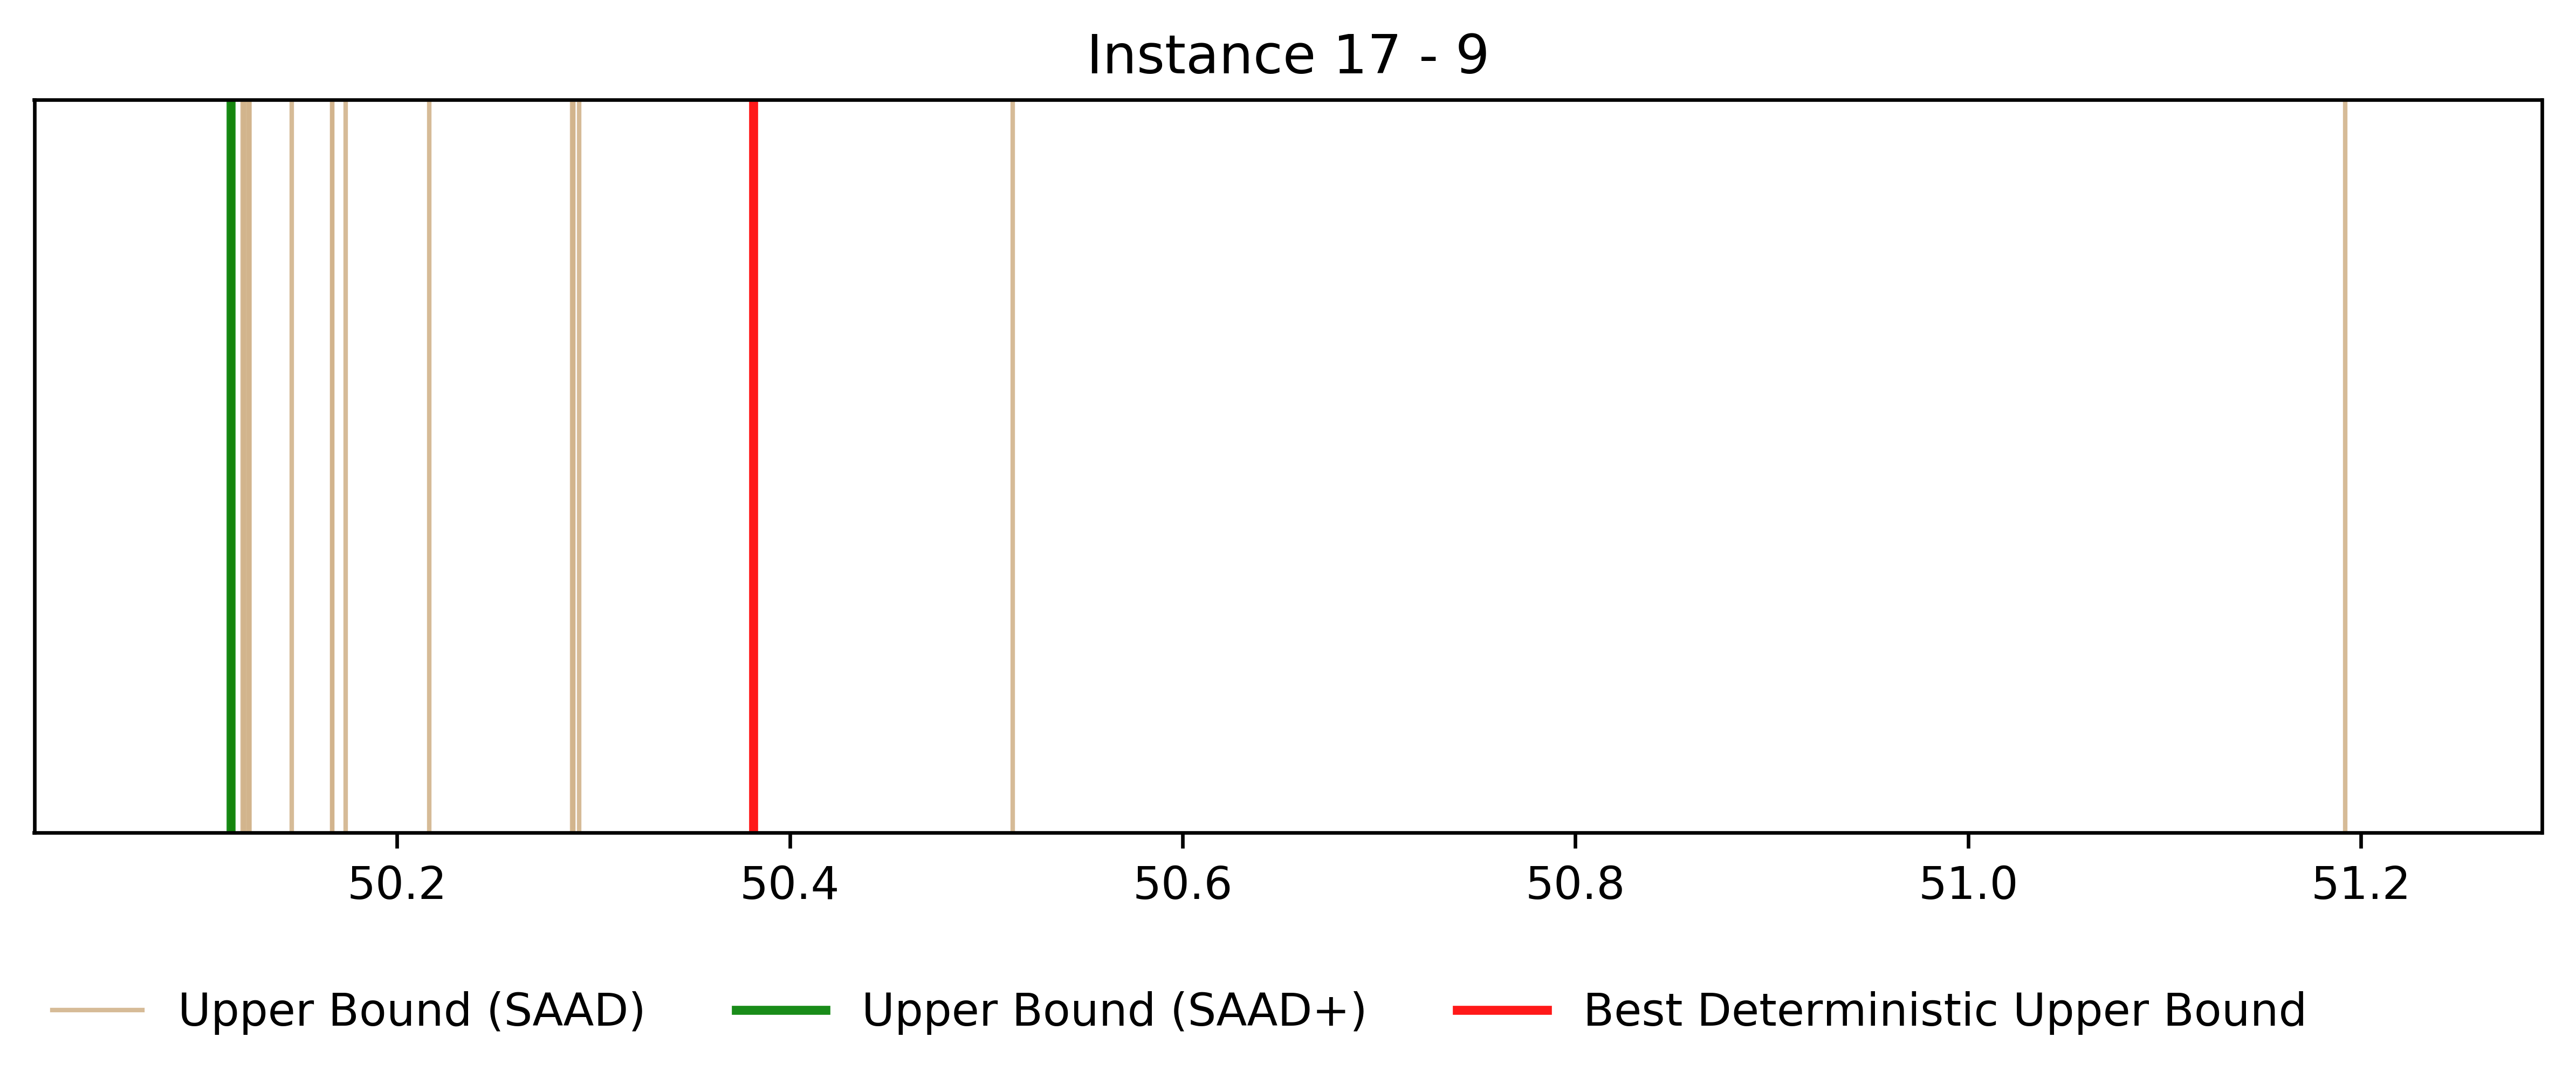 Instance 17 - 9
50.2 50.4 50.6 50.8 51.0 51.2
Upper Bound (SAAD) Upper Bound (SAAD+) Best Deterministic Upper Bound